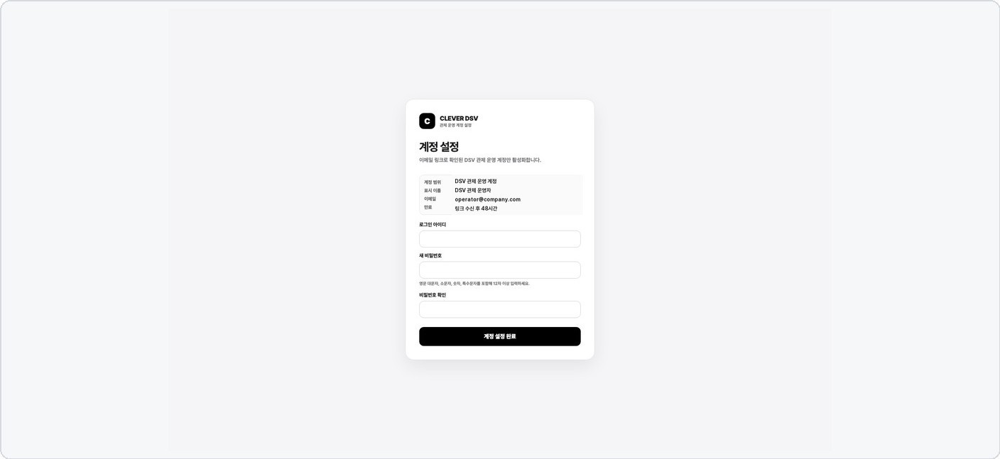 C
CLEVER DSV
관제 운영 계정 설정
계정 설정
이메일 링크로 확인된 DSV 관제 운영 계정만 활성화합니다.
계정 범위 DSV 관제 운영 계정
표시 이름 DSV 관제 운영자
이메일 operator@company.com
만료 링크 수신 후 48시간
로그인 아이디
새 비밀번호
영문 대문자, 소문자, 숫자, 특수문자를 포함해 12자 이상 입력하세요.
비밀번호 확인
계정 설정 완료